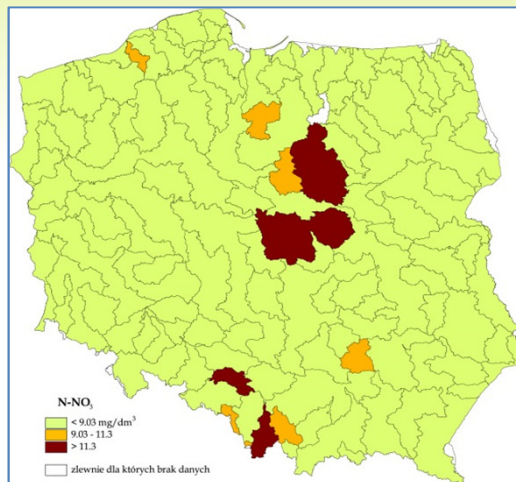 N-NO₃
< 9.03 mg/dm³
9.03 - 11.3
> 11.3
zlewnie dla których brak danych